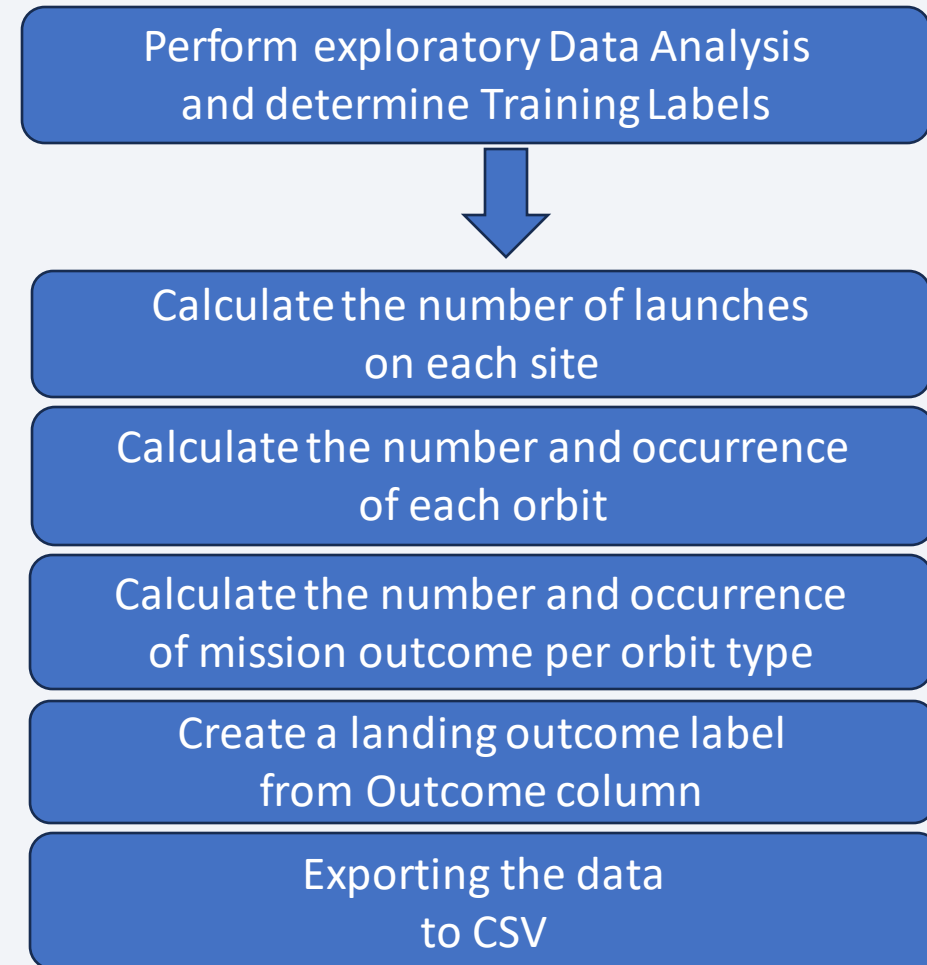 Perform exploratory Data Analysis
and determine Training Labels
Calculate the number of launches
on each site
Calculate the number and occurrence
of each orbit
Calculate the number and occurrence
of mission outcome per orbit type
Create a landing outcome label
from Outcome column
Exporting the data
to CSV